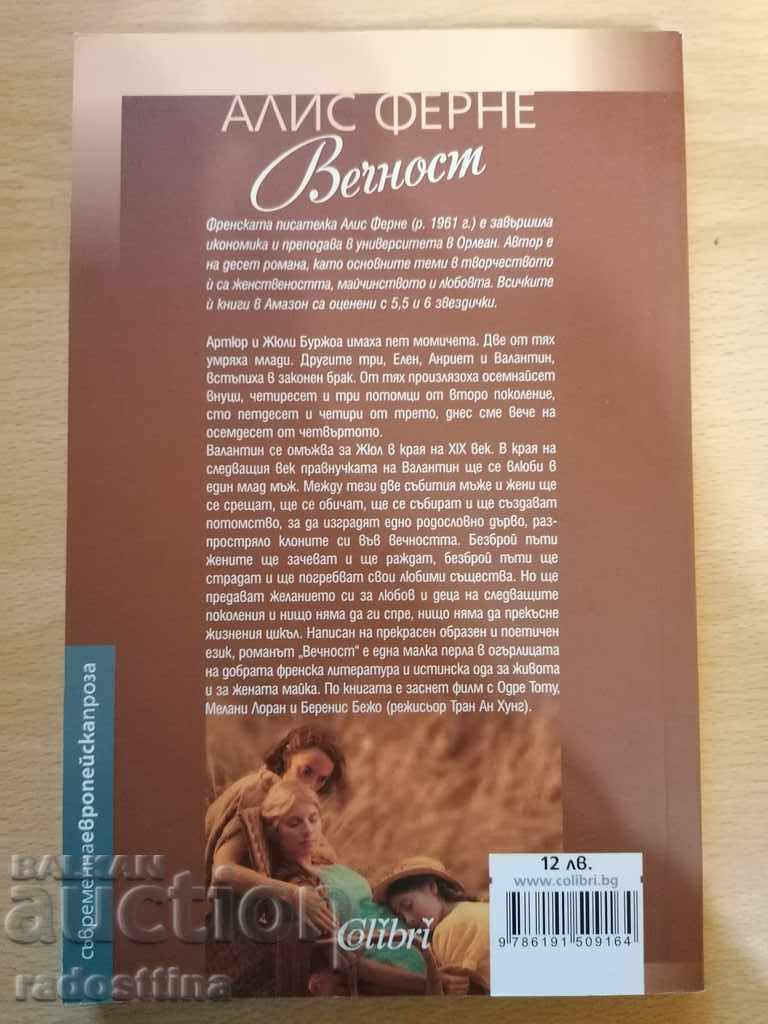 АЛИС ФЕРНЕ
Вечност
Френската писателка Алис Ферне (р. 1961 г.) е завършила
икономика и преподава в университета в Орлеан. Автор е
на десет романа, като основните теми в творчеството
ѝ са женствеността, майчинството и любовта. Всичките
ѝ книги в Амазон са оценени с 5,5 и 6 звездички.
Артюр и Жюли Буржоа имаха пет момичета. Две от тях
умряха млади. Другите три, Елен, Анриет и Валантин,
встъпиха в законен брак. От тях произлязоха осемнайсет
внуци, четиресет и три потомци от второ поколение,
сто петдесет и четири от трето, днес сме вече на
осемдесет от четвъртото.
Валантин се омъжва за Жюл в края на XIX век. В края на
следващия век правнучката на Валантин ще се влюби в
един млад мъж. Между тези две събития мъже и жени ще
се срещат, ще се обичат, ще се събират и ще създават
потомство, за да изградят едно родословно дърво, раз-
простряло клоните си във вечността. Безброй пъти
жените ще зачеват и ще раждат, безброй пъти ще
страдат и ще погребват свои любими същества. Но ще
предават желанието си за любов и деца на следващите
поколения и нищо няма да ги спре, нищо няма да прекъсне
жизнения цикъл. Написан на прекрасен образен и поетичен
език, романът „Вечност“ е една малка перла в огърлицата
на добрата френска литература и истинска ода за живота
и за жената майка. По книгата е заснет филм с Одре Тоту,
Мелани Лоран и Беренис Бежо (режисьор Тран Ан Хунг).
съвременнаевропейскапроза
12 лв.
www.colibri.bg
9 786191 509164
Colibri
БАЛКАН
auction
radosttina